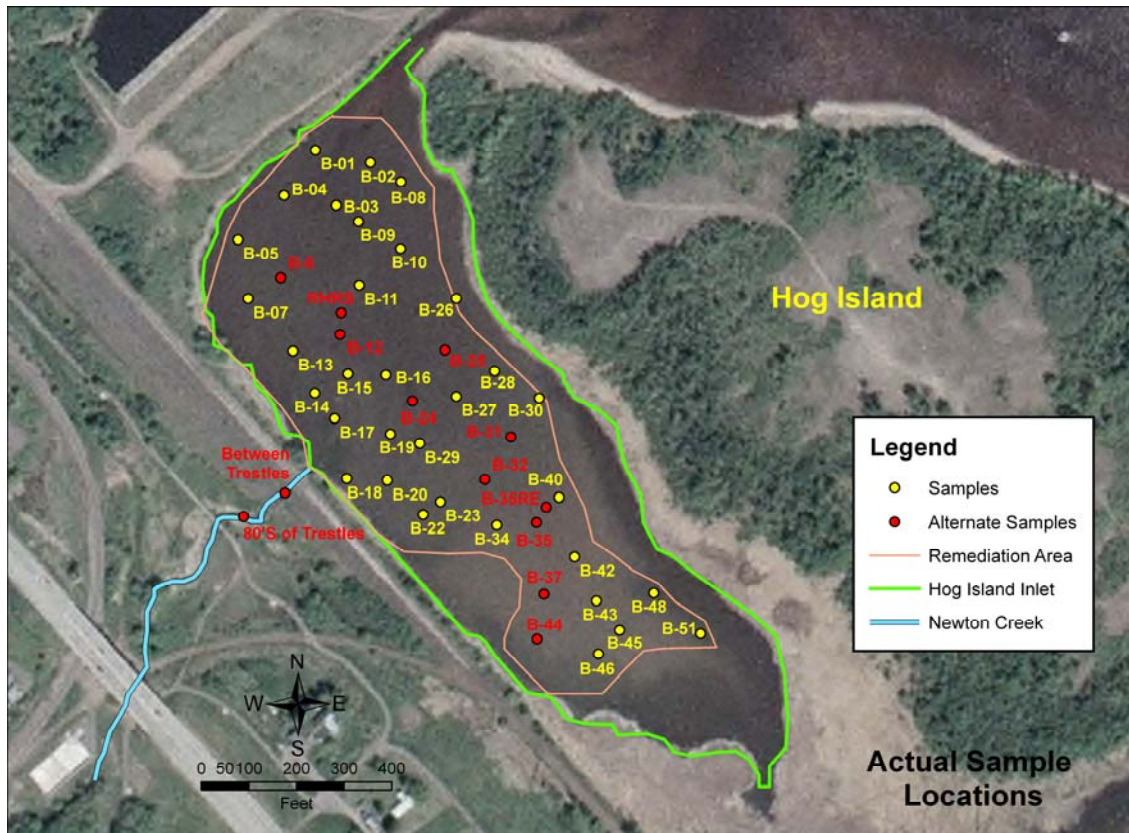 B-01
B-02
B-04
B-08
B-03
B-09
B-05
B-10
B-6
B-11
B-07
B-26
Hog Island
B-12
B-13
B-28
B-15
B-16
B-27
B-30
B-14
B-24
B-17
B-31
B-19
B-29
Between
Trestles
B-32
B-40
B-18
B-20
B-35RE
B-23
B-22
B-34
B-35
80'S of Trestles
B-42
B-37
B-43
B-48
B-44
B-45
B-51
B-46
Legend
Samples
Alternate Samples
Remediation Area
Hog Island Inlet
Newton Creek
N
W
E
S
0 50100 200 300 400
Feet
Actual Sample
Locations